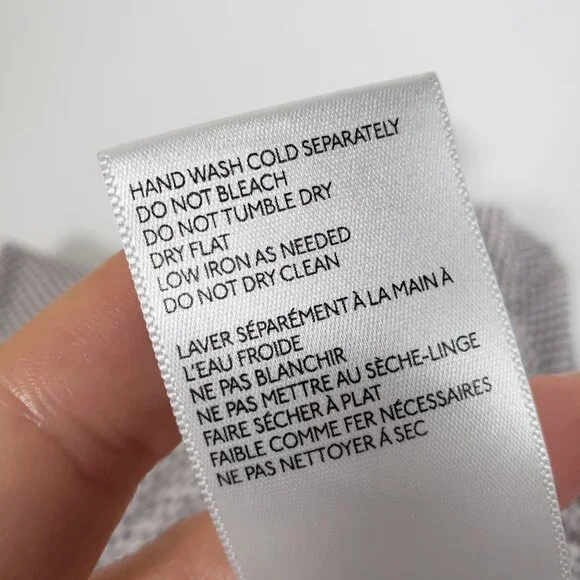 HAND WASH COLD SEPARATELY
DO NOT BLEACH
DO NOT TUMBLE DRY
DRY FLAT
LOW IRON AS NEEDED
DO NOT DRY CLEAN
LAVER SÉPARÉMENT À LA MAIN À
L'EAU FROIDE
NE PAS BLANCHIR
NE PAS METTRE AU SÈCHE-LINGE
FAIRE SÉCHER À PLAT
FAIBLE COMME FER NÉCESSAIRES
NE PAS NETTOYER Á SEC